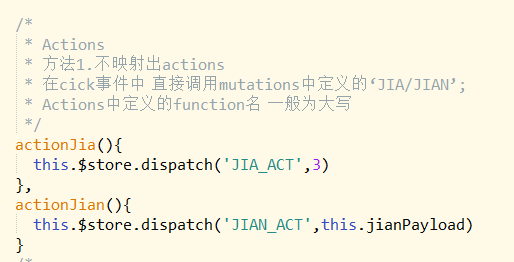 /*
* Actions
* 方法1.不映射出actions
* 在cick事件中 直接调用mutations中定义的‘JIA/JIAN’;
* Actions中定义的function名 一般为大写
*/
actionJia(){
this.$store.dispatch('JIA_ACT',3)
},
actionJian(){
this.$store.dispatch('JIAN_ACT',this.jianPayload)
}
/*